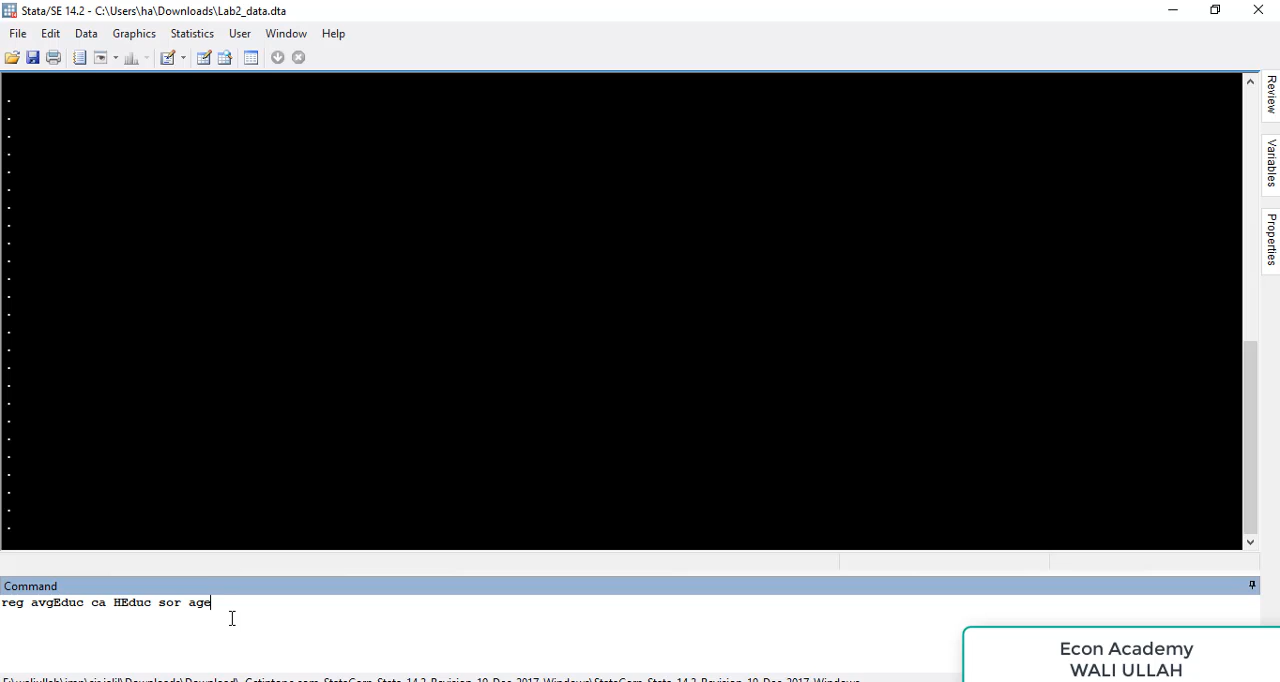 Stata/SE 14.2 - C:\Users\ha\Downloads\Lab2_data.dta
File Edit Data Graphics Statistics User Window Help
Review
Variables
Properties
Command
reg avgEduc ca HEduc sor age
Econ Academy
WALI ULLAH